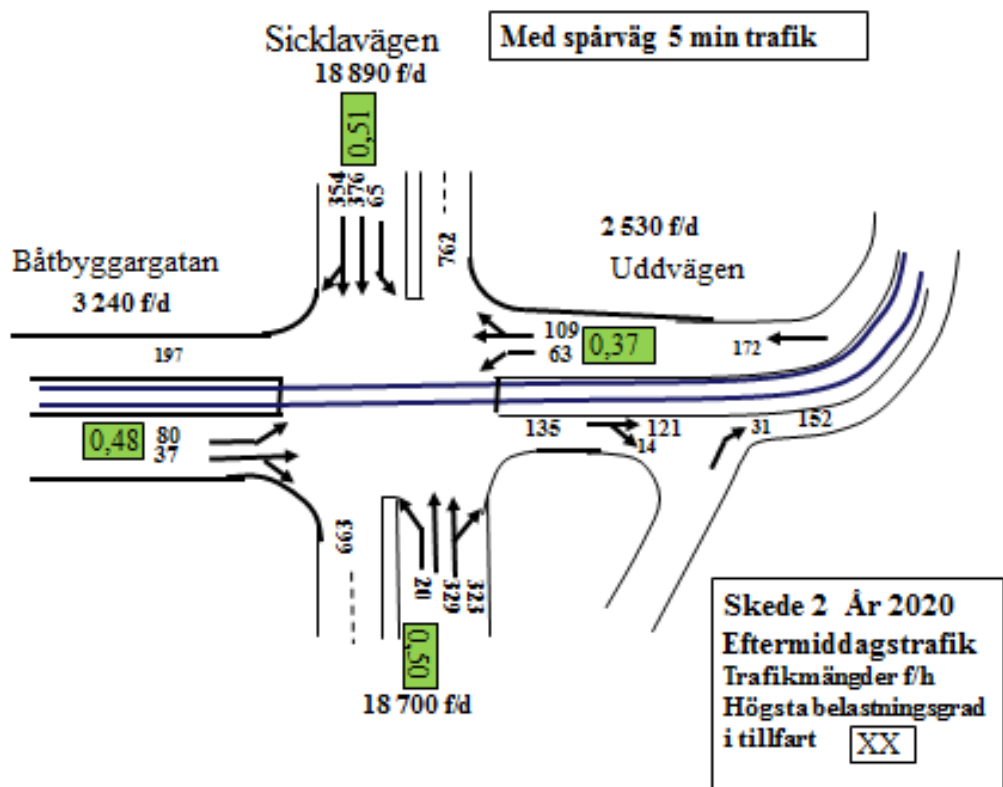 Sicklavägen
Med spårväg 5 min trafik
18 890 f/d
0,51
354
376
65
762
2 530 f/d
Uddvägen
Båtbyggargatan
3 240 f/d
197
109
63
0,37
172
0,48
80
37
135
121
14
31
152
663
20
329
323
0,50
18 700 f/d
Skede 2 År 2020
Eftermiddagstrafik
Trafikmängder f/h
Högsta belastningsgrad
i tillfart XX